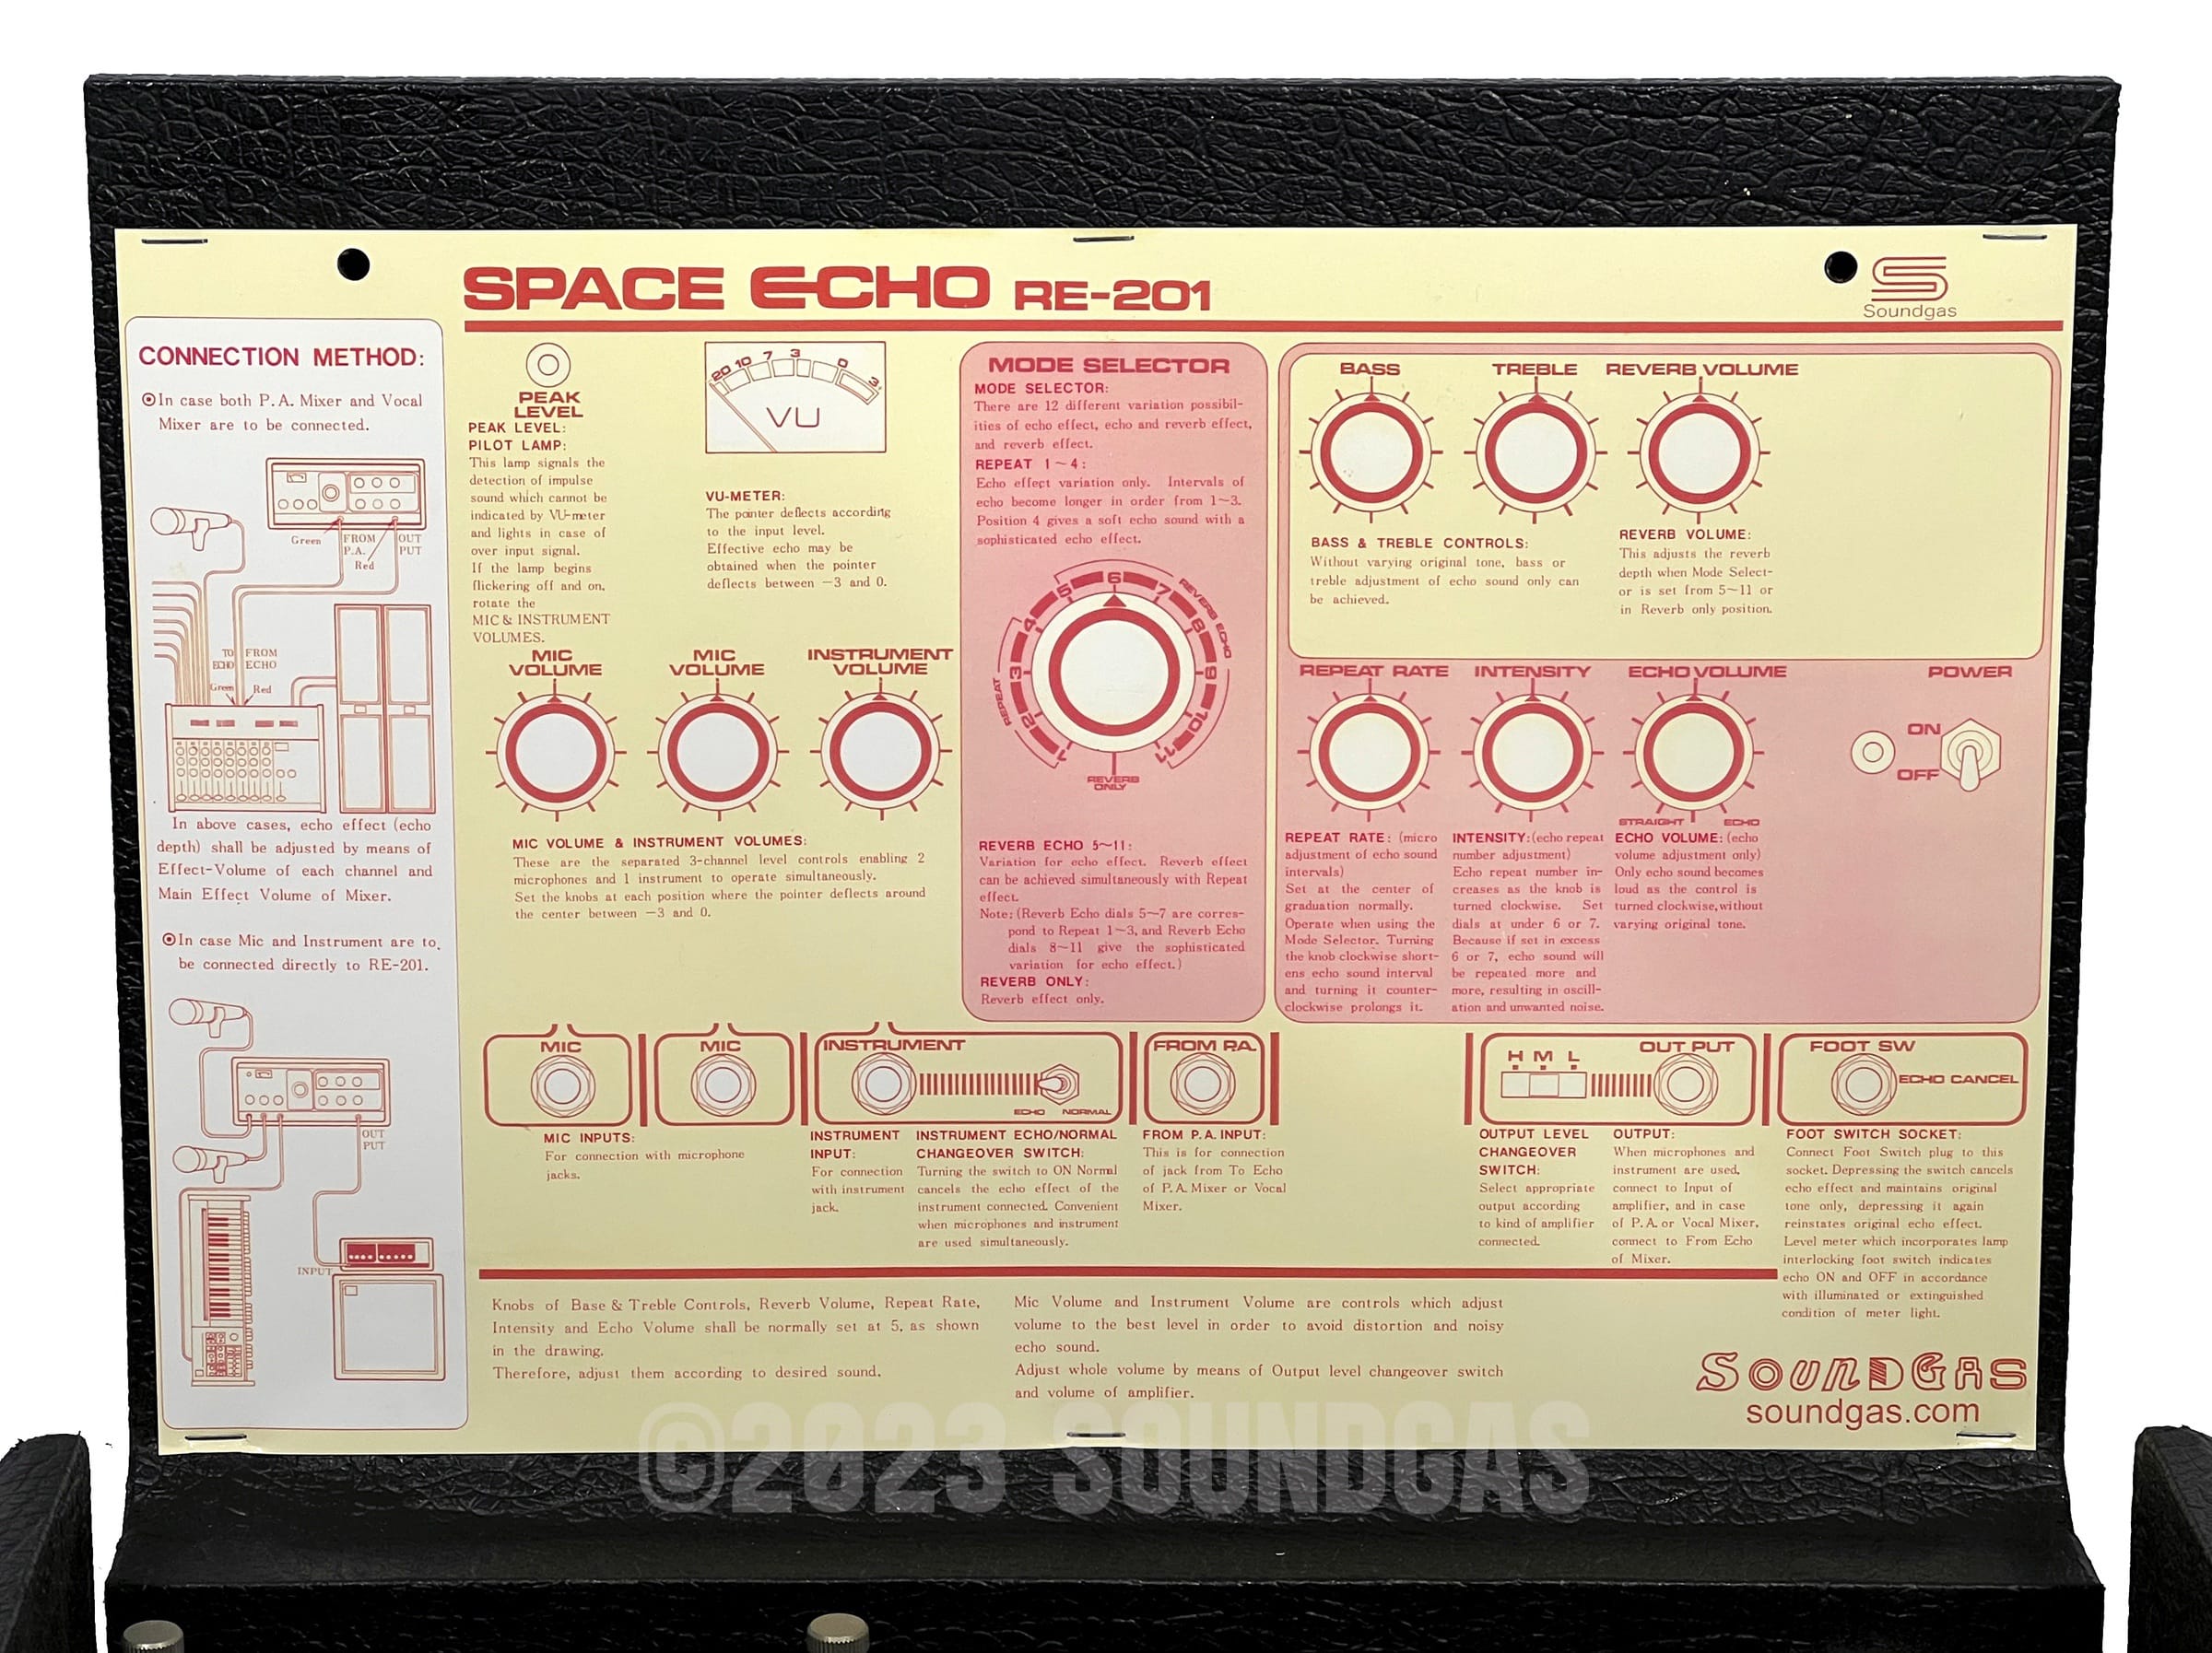 SPACE ECHO RE-201
Soundgas
CONNECTION METHOD:
In case both P.A. Mixer and Vocal
Mixer are to be connected.
Green
FROM
P.A.
Red
OUT
PUT
TO
ECHO
FROM
ECHO
Green
Red
In above cases, echo effect (echo
depth) shall be adjusted by means of
Effect-Volume of each channel and
Main Effect Volume of Mixer.
In case Mic and Instrument are to
be connected directly to RE-201.
OUT
PUT
INPUT
PEAK
LEVEL
PEAK LEVEL:
PILOT LAMP:
This lamp signals the
detection of impulse
sound which cannot be
indicated by VU-meter
and lights in case of
over input signal.
If the lamp begins
flickering off and on,
rotate the
MIC & INSTRUMENT
VOLUMES.
20 10 7 3 0 3
VU
VU-METER:
The pointer deflects according
to the input level.
Effective echo may be
obtained when the pointer
deflects between −3 and 0.
MIC
VOLUME
MIC
VOLUME
INSTRUMENT
VOLUME
MIC VOLUME & INSTRUMENT VOLUMES:
These are the separated 3-channel level controls enabling 2
microphones and 1 instrument to operate simultaneously.
Set the knobs at each position where the pointer deflects around
the center between −3 and 0.
MODE SELECTOR
MODE SELECTOR:
There are 12 different variation possibil-
ities of echo effect, echo and reverb effect,
and reverb effect.
REPEAT 1~4:
Echo effect variation only. Intervals of
echo become longer in order from 1~3.
Position 4 gives a soft echo sound with a
sophisticated echo effect.
1 2 3 4 5 6 7 8 9 10 11
REPEAT
REVERB ECHO
REVERB
ONLY
REVERB ECHO 5~11:
Variation for echo effect. Reverb effect
can be achieved simultaneously with Repeat
effect.
Note; (Reverb Echo dials 5~7 are corres-
pond to Repeat 1~3, and Reverb Echo
dials 8~11 give the sophisticated
variation for echo effect.)
REVERB ONLY:
Reverb effect only.
BASS
TREBLE
REVERB VOLUME
BASS & TREBLE CONTROLS:
Without varying original tone, bass or
treble adjustment of echo sound only can
be achieved.
REVERB VOLUME:
This adjusts the reverb
depth when Mode Select-
or is set from 5~11 or
in Reverb only position.
REPEAT RATE
INTENSITY
ECHO VOLUME
POWER
ON
OFF
STRAIGHT
ECHO
REPEAT RATE: (micro
adjustment of echo sound
intervals)
Set at the center of
graduation normally.
Operate when using the
Mode Selector. Turning
the knob clockwise short-
ens echo sound interval
and turning it counter-
clockwise prolongs it.
INTENSITY: (echo repeat
number adjustment)
Echo repeat number in-
creases as the knob is
turned clockwise. Set
dials at under 6 or 7.
Because if set in excess
6 or 7, echo sound will
be repeated more and
more, resulting in oscill-
ation and unwanted noise.
ECHO VOLUME: (echo
volume adjustment only)
Only echo sound becomes
loud as the control is
turned clockwise, without
varying original tone.
MIC
MIC
INSTRUMENT
ECHO
NORMAL
FROM P.A.
H M L
OUT PUT
FOOT SW
ECHO CANCEL
MIC INPUTS:
For connection with microphone
jacks.
INSTRUMENT
INPUT:
For connection
with instrument
jack.
INSTRUMENT ECHO/NORMAL
CHANGEOVER SWITCH:
Turning the switch to ON Normal
cancels the echo effect of the
instrument connected. Convenient
when microphones and instrument
are used simultaneously.
FROM P.A. INPUT:
This is for connection
of jack from To Echo
of P.A. Mixer or Vocal
Mixer.
OUTPUT LEVEL
CHANGEOVER
SWITCH:
Select appropriate
output according
to kind of amplifier
connected.
OUTPUT:
When microphones and
instrument are used,
connect to Input of
amplifier, and in case
of P.A. or Vocal Mixer,
connect to From Echo
of Mixer.
FOOT SWITCH SOCKET:
Connect Foot Switch plug to this
socket. Depressing the switch cancels
echo effect and maintains original
tone only, depressing it again
reinstates original echo effect.
Level meter which incorporates lamp
interlocking foot switch indicates
echo ON and OFF in accordance
with illuminated or extinguished
condition of meter light.
Knobs of Base & Treble Controls, Reverb Volume, Repeat Rate,
Intensity and Echo Volume shall be normally set at 5, as shown
in the drawing.
Therefore, adjust them according to desired sound.
Mic Volume and Instrument Volume are controls which adjust
volume to the best level in order to avoid distortion and noisy
echo sound.
Adjust whole volume by means of Output level changeover switch
and volume of amplifier.
SOUNDGAS
soundgas.com
©2023 SOUNDGAS